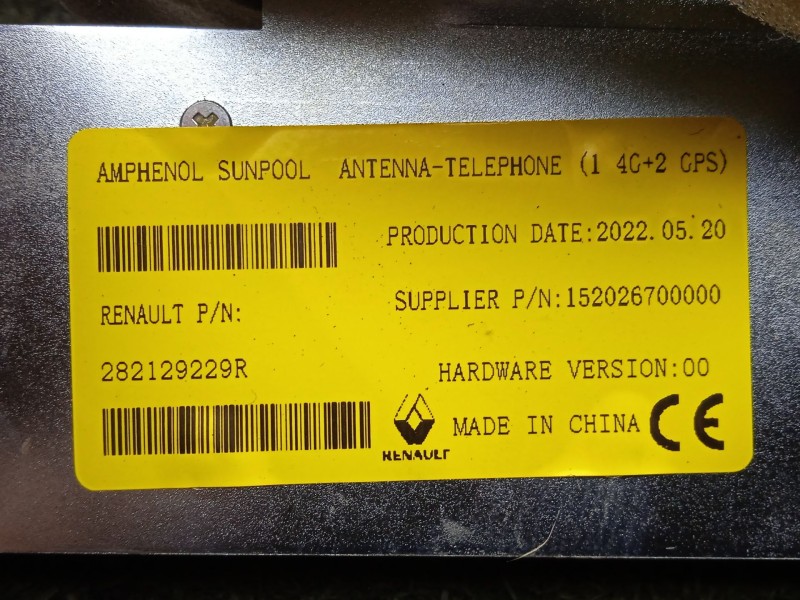 AMPHENOL SUNPOOL ANTENNA-TELEPHONE (1 4G+2 GPS)
PRODUCTION DATE:2022.05.20
RENAULT P/N:
SUPPLIER P/N:152026700000
282129229R
HARDWARE VERSION:00
RENAULT
MADE IN CHINA CE